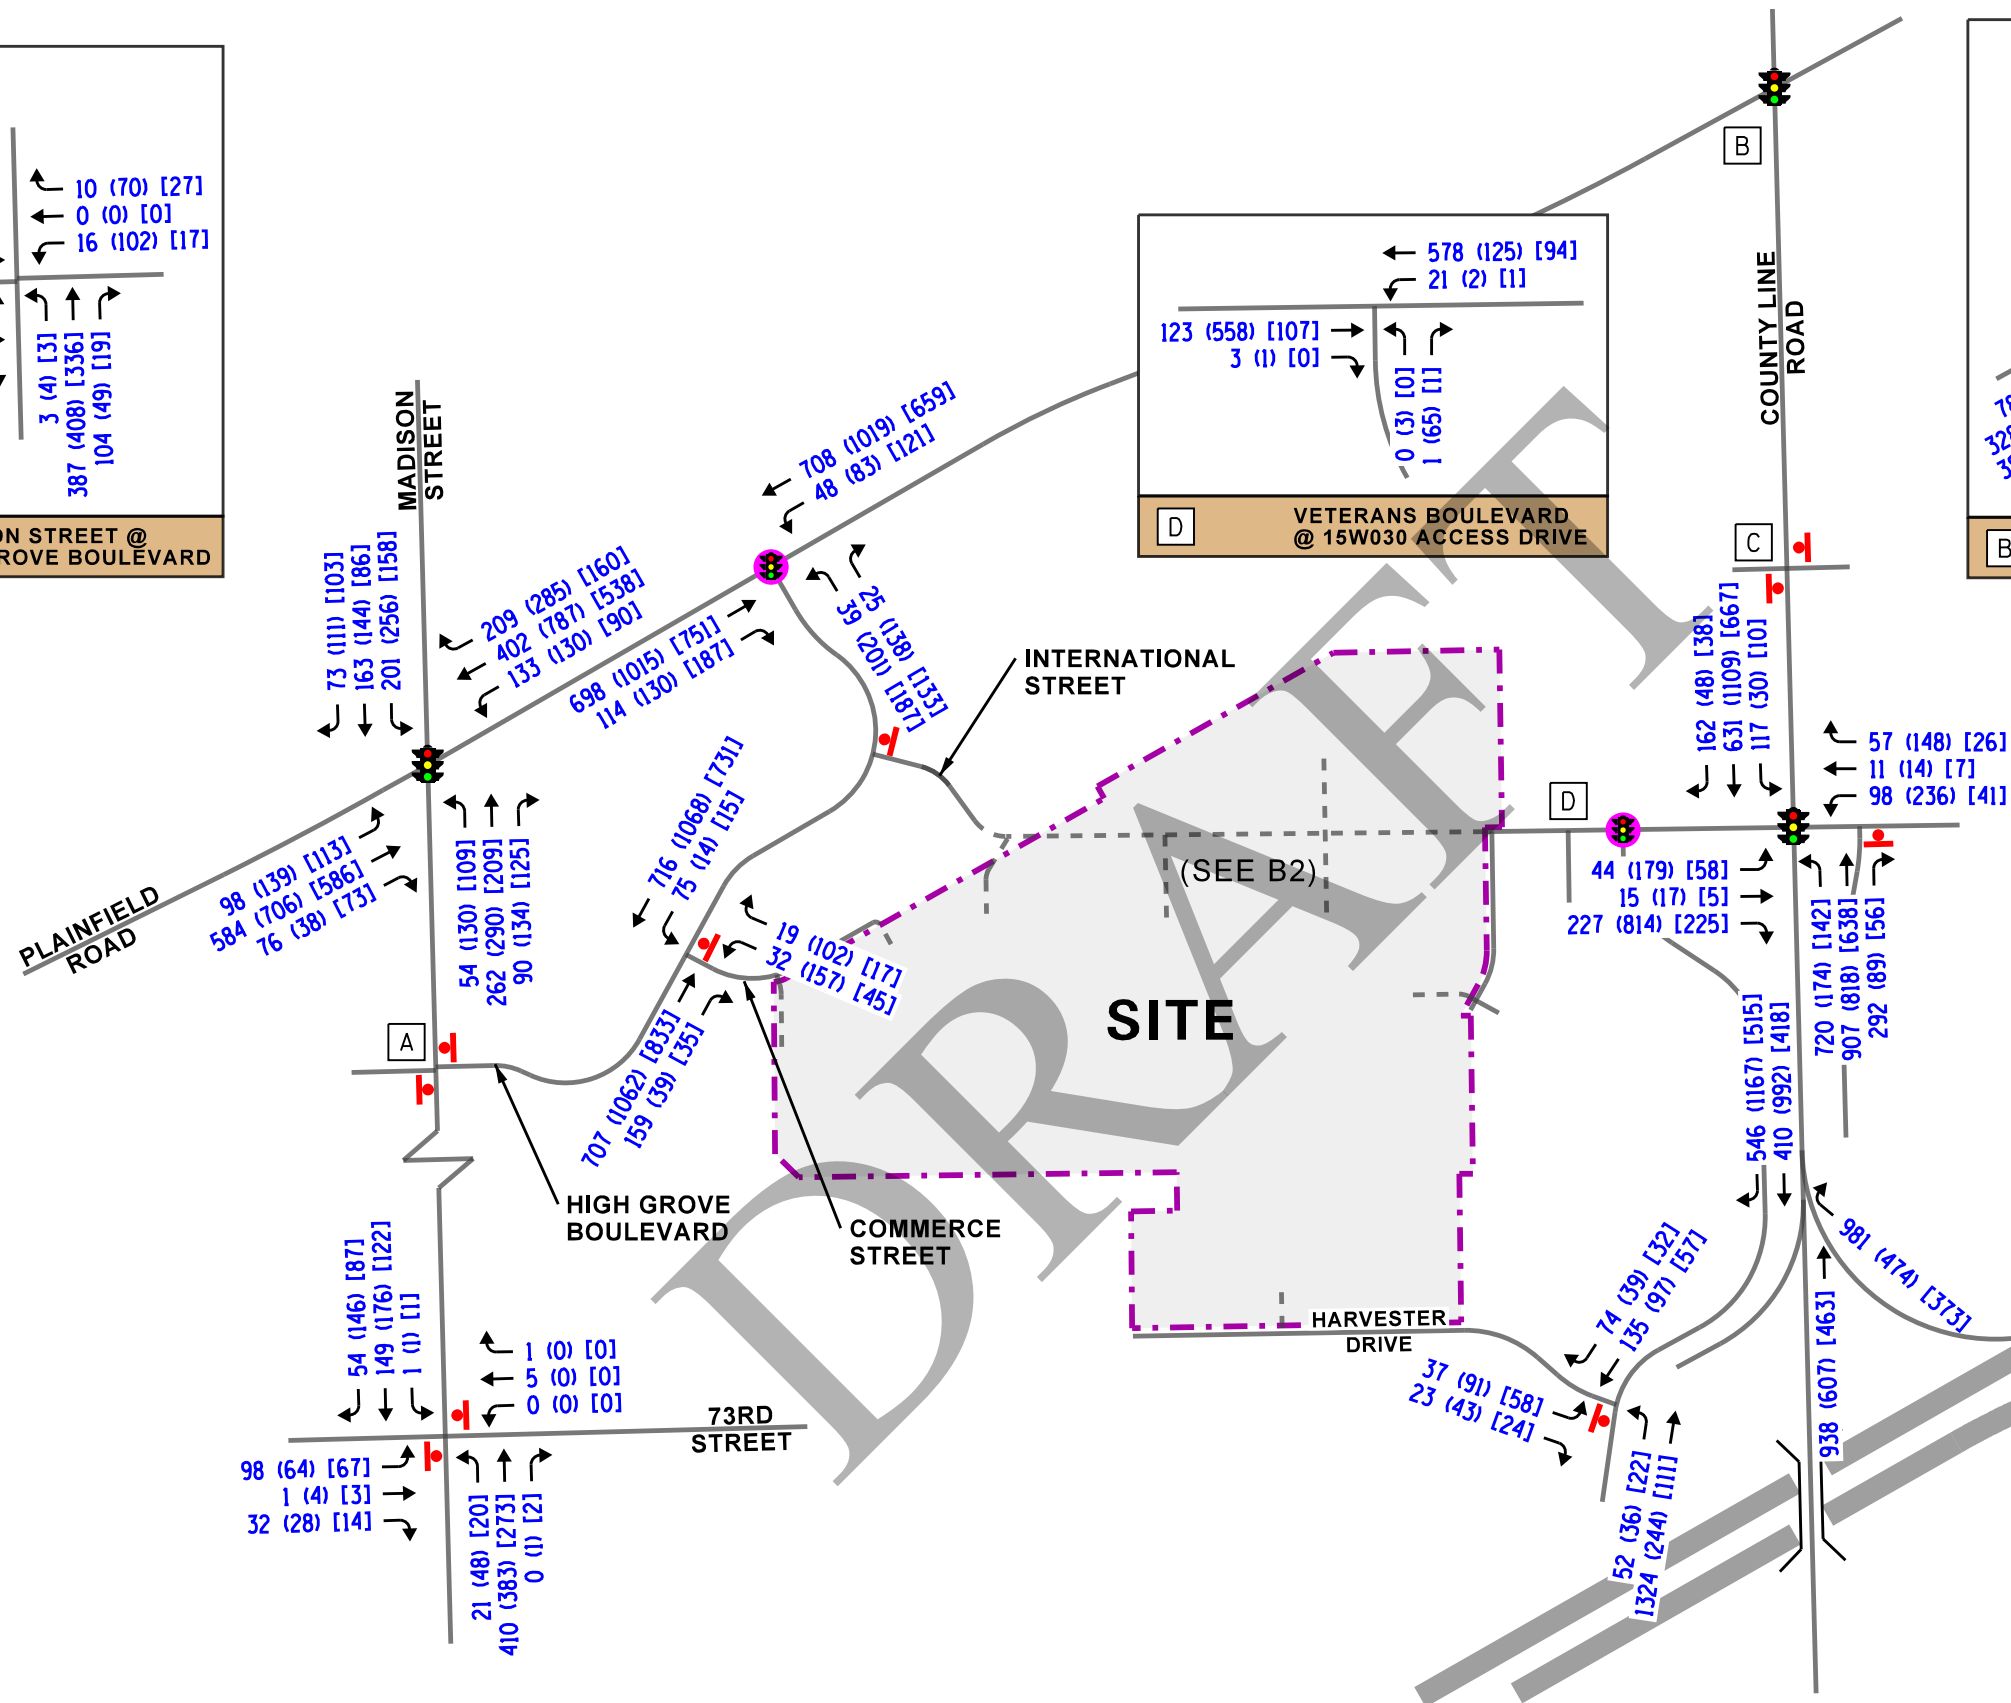 10 (70) [27]
0 (0) [0]
16 (102) [17]
3 (4) [3]
387 (408) [336]
104 (49) [19]
ON STREET @
ROVE BOULEVARD
MADISON
STREET
73 (111) [103]
163 (144) [86]
201 (256) [158]
209 (285) [160]
402 (787) [538]
133 (130) [90]
708 (1019) [659]
48 (83) [121]
698 (1015) [751]
114 (130) [187]
25 (138) [133]
39 (201) [187]
98 (139) [113]
584 (706) [586]
76 (38) [73]
PLAINFIELD
ROAD
54 (130) [109]
262 (290) [209]
90 (134) [125]
716 (1068) [731]
75 (14) [15]
19 (102) [17]
32 (157) [45]
707 (1062) [833]
159 (39) [35]
INTERNATIONAL
STREET
A
HIGH GROVE
BOULEVARD
COMMERCE
STREET
54 (146) [87]
149 (176) [122]
1 (1) [1]
1 (0) [0]
5 (0) [0]
0 (0) [0]
73RD
STREET
98 (64) [67]
1 (4) [3]
32 (28) [14]
21 (48) [20]
410 (383) [273]
0 (1) [2]
578 (125) [94]
21 (2) [1]
123 (558) [107]
3 (1) [0]
0 (3) [0]
1 (65) [1]
D
VETERANS BOULEVARD
@ 15W030 ACCESS DRIVE
B
COUNTY LINE
ROAD
C
162 (48) [38]
631 (1109) [667]
117 (30) [10]
57 (148) [26]
11 (14) [7]
98 (236) [41]
D
44 (179) [58]
15 (17) [5]
227 (814) [225]
720 (174) [142]
907 (818) [638]
292 (89) [56]
546 (1167) [515]
410 (992) [418]
(SEE B2)
SITE
DRAFT
HARVESTER
DRIVE
74 (39) [32]
135 (97) [57]
37 (91) [58]
23 (43) [24]
52 (36) [22]
1324 (244) [111]
981 (474) [373]
938 (607) [463]
78
328
B